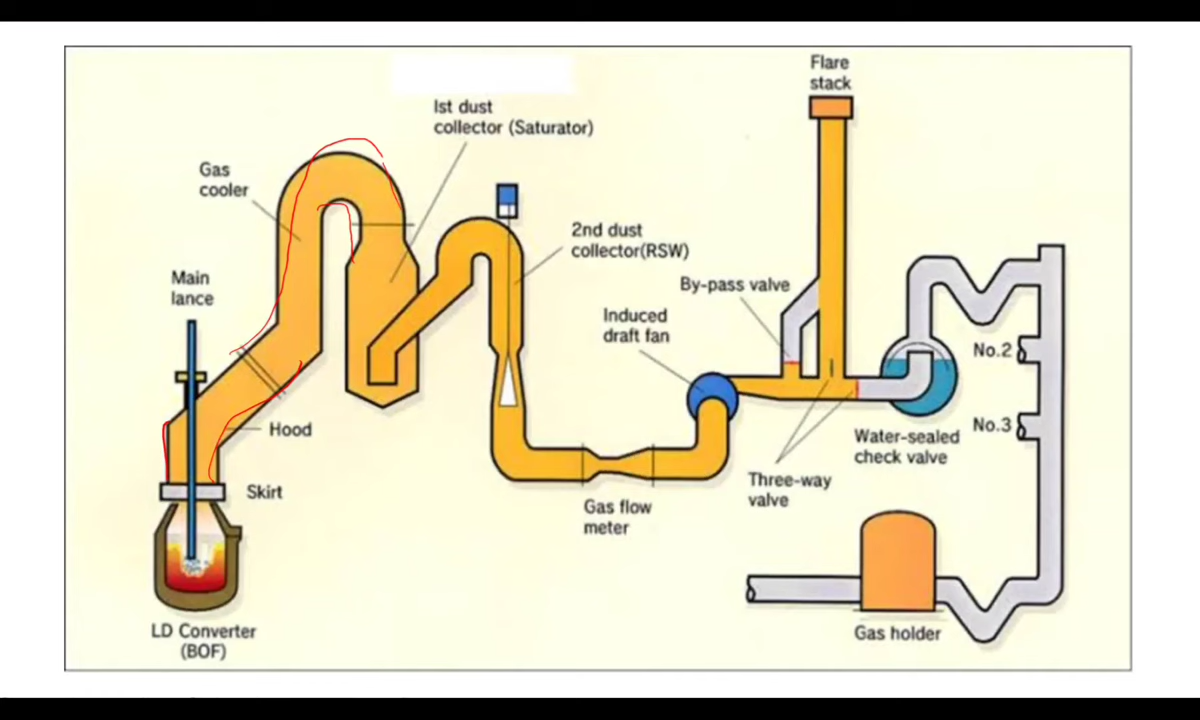 Flare
stack
Ist dust
collector (Saturator)
Gas
cooler
2nd dust
collector(RSW)
Main
lance
By-pass valve
Induced
draft fan
No.2
No.3
Hood
Water-sealed
check valve
Skirt
Three-way
valve
Gas flow
meter
LD Converter
(BOF)
Gas holder